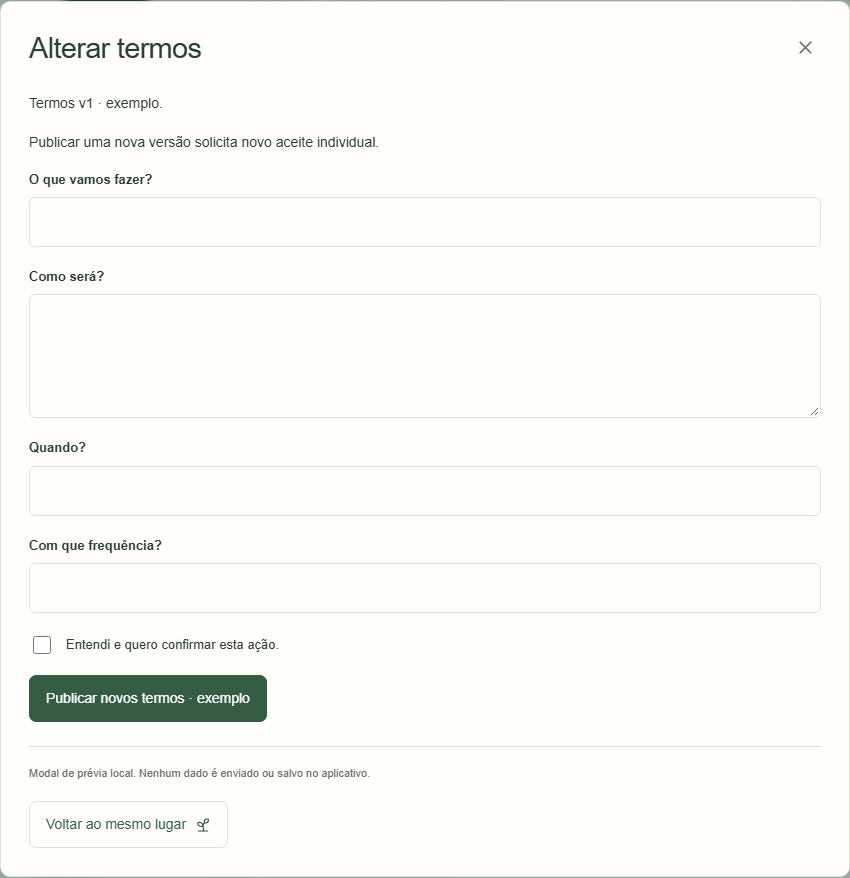 Alterar termos
Termos v1 · exemplo.
Publicar uma nova versão solicita novo aceite individual.
O que vamos fazer?
Como será?
Quando?
Com que frequência?
Entendi e quero confirmar esta ação.
Publicar novos termos · exemplo
Modal de prévia local. Nenhum dado é enviado ou salvo no aplicativo.
Voltar ao mesmo lugar